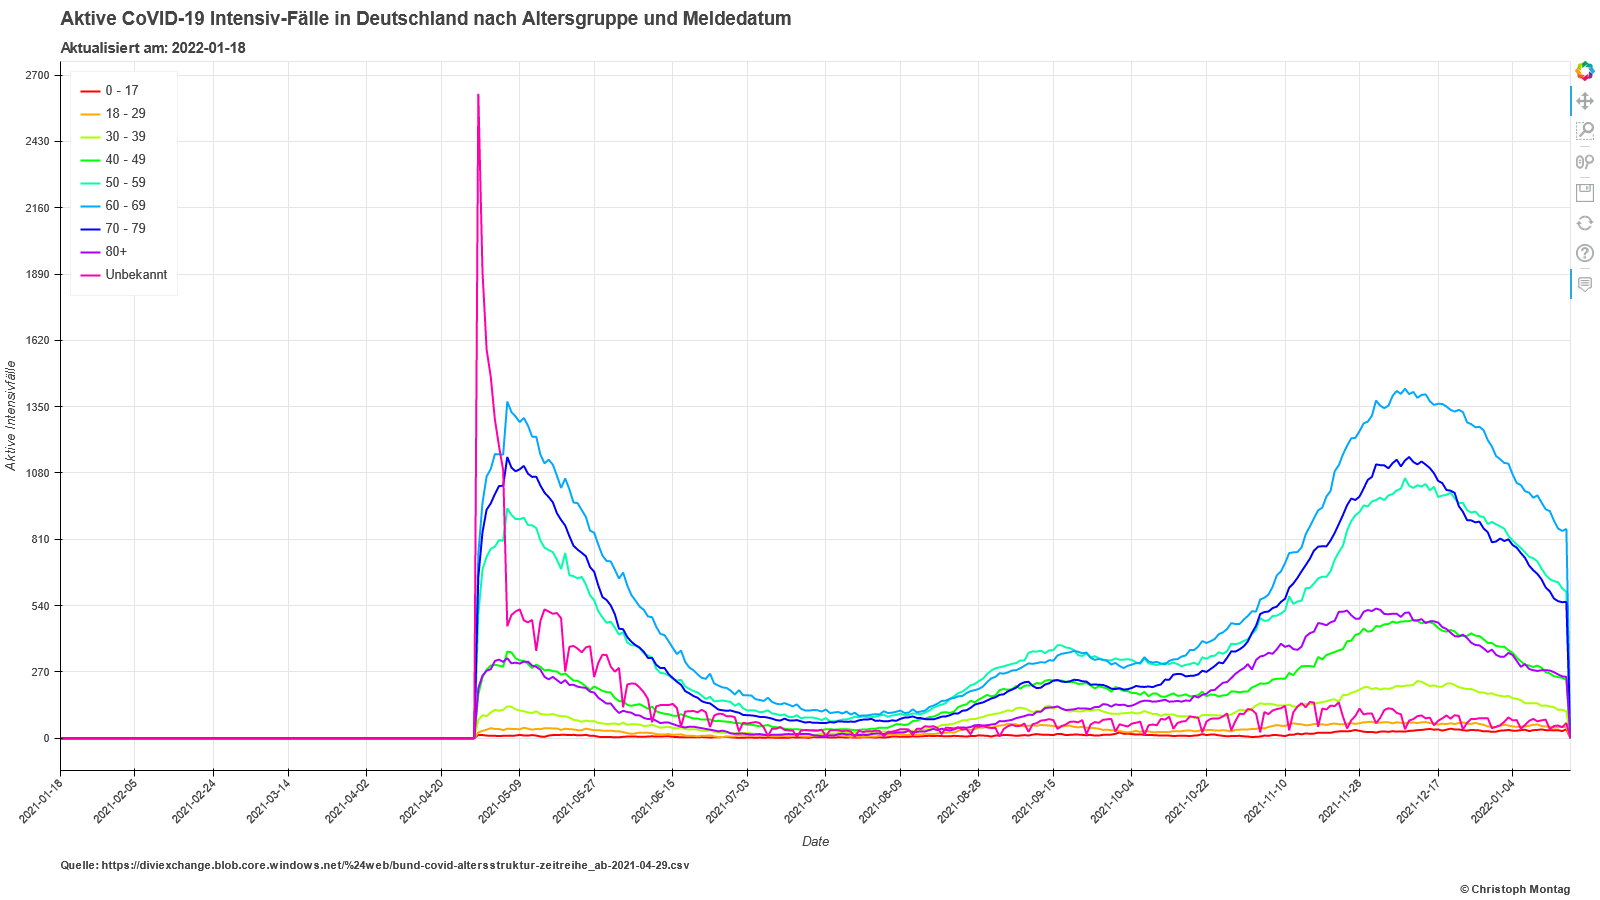 Aktive CoVID-19 Intensiv-Fälle in Deutschland nach Altersgruppe und Meldedatum
Aktualisiert am: 2022-01-18
0 - 17
18 - 29
30 - 39
40 - 49
50 - 59
60 - 69
70 - 79
80+
Unbekannt
2700
2430
2160
1890
1620
1350
1080
810
540
270
0
Aktive Intensivfälle
2021-01-18
2021-02-05
2021-02-24
2021-03-14
2021-04-02
2021-04-20
2021-05-09
2021-05-27
2021-06-15
2021-07-03
2021-07-22
2021-08-09
2021-08-28
2021-09-15
2021-10-04
2021-10-22
2021-11-10
2021-11-28
2021-12-17
2022-01-04
Date
Quelle: https://diviexchange.blob.core.windows.net/%24web/bund-covid-altersstruktur-zeitreihe_ab-2021-04-29.csv
© Christoph Montag